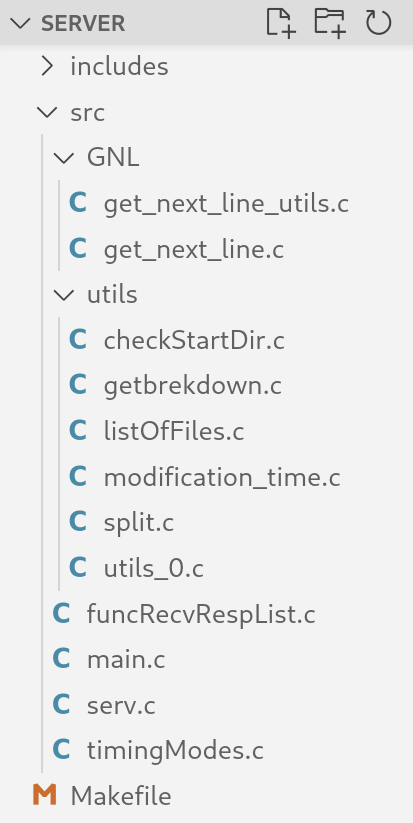 SERVER
includes
src
GNL
C get_next_line_utils.c
C get_next_line.c
utils
C checkStartDir.c
C getbrekdown.c
C listOfFiles.c
C modification_time.c
C split.c
C utils_0.c
C funcRecvRespList.c
C main.c
C serv.c
C timingModes.c
M Makefile